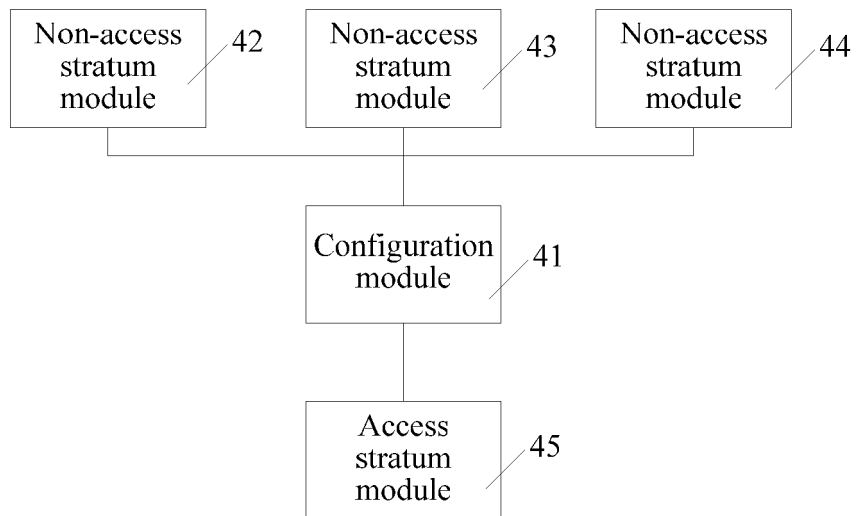 Non-access
stratum
module
42
Non-access
stratum
module
43
Non-access
stratum
module
44
Configuration
module
41
Access
stratum
module
45